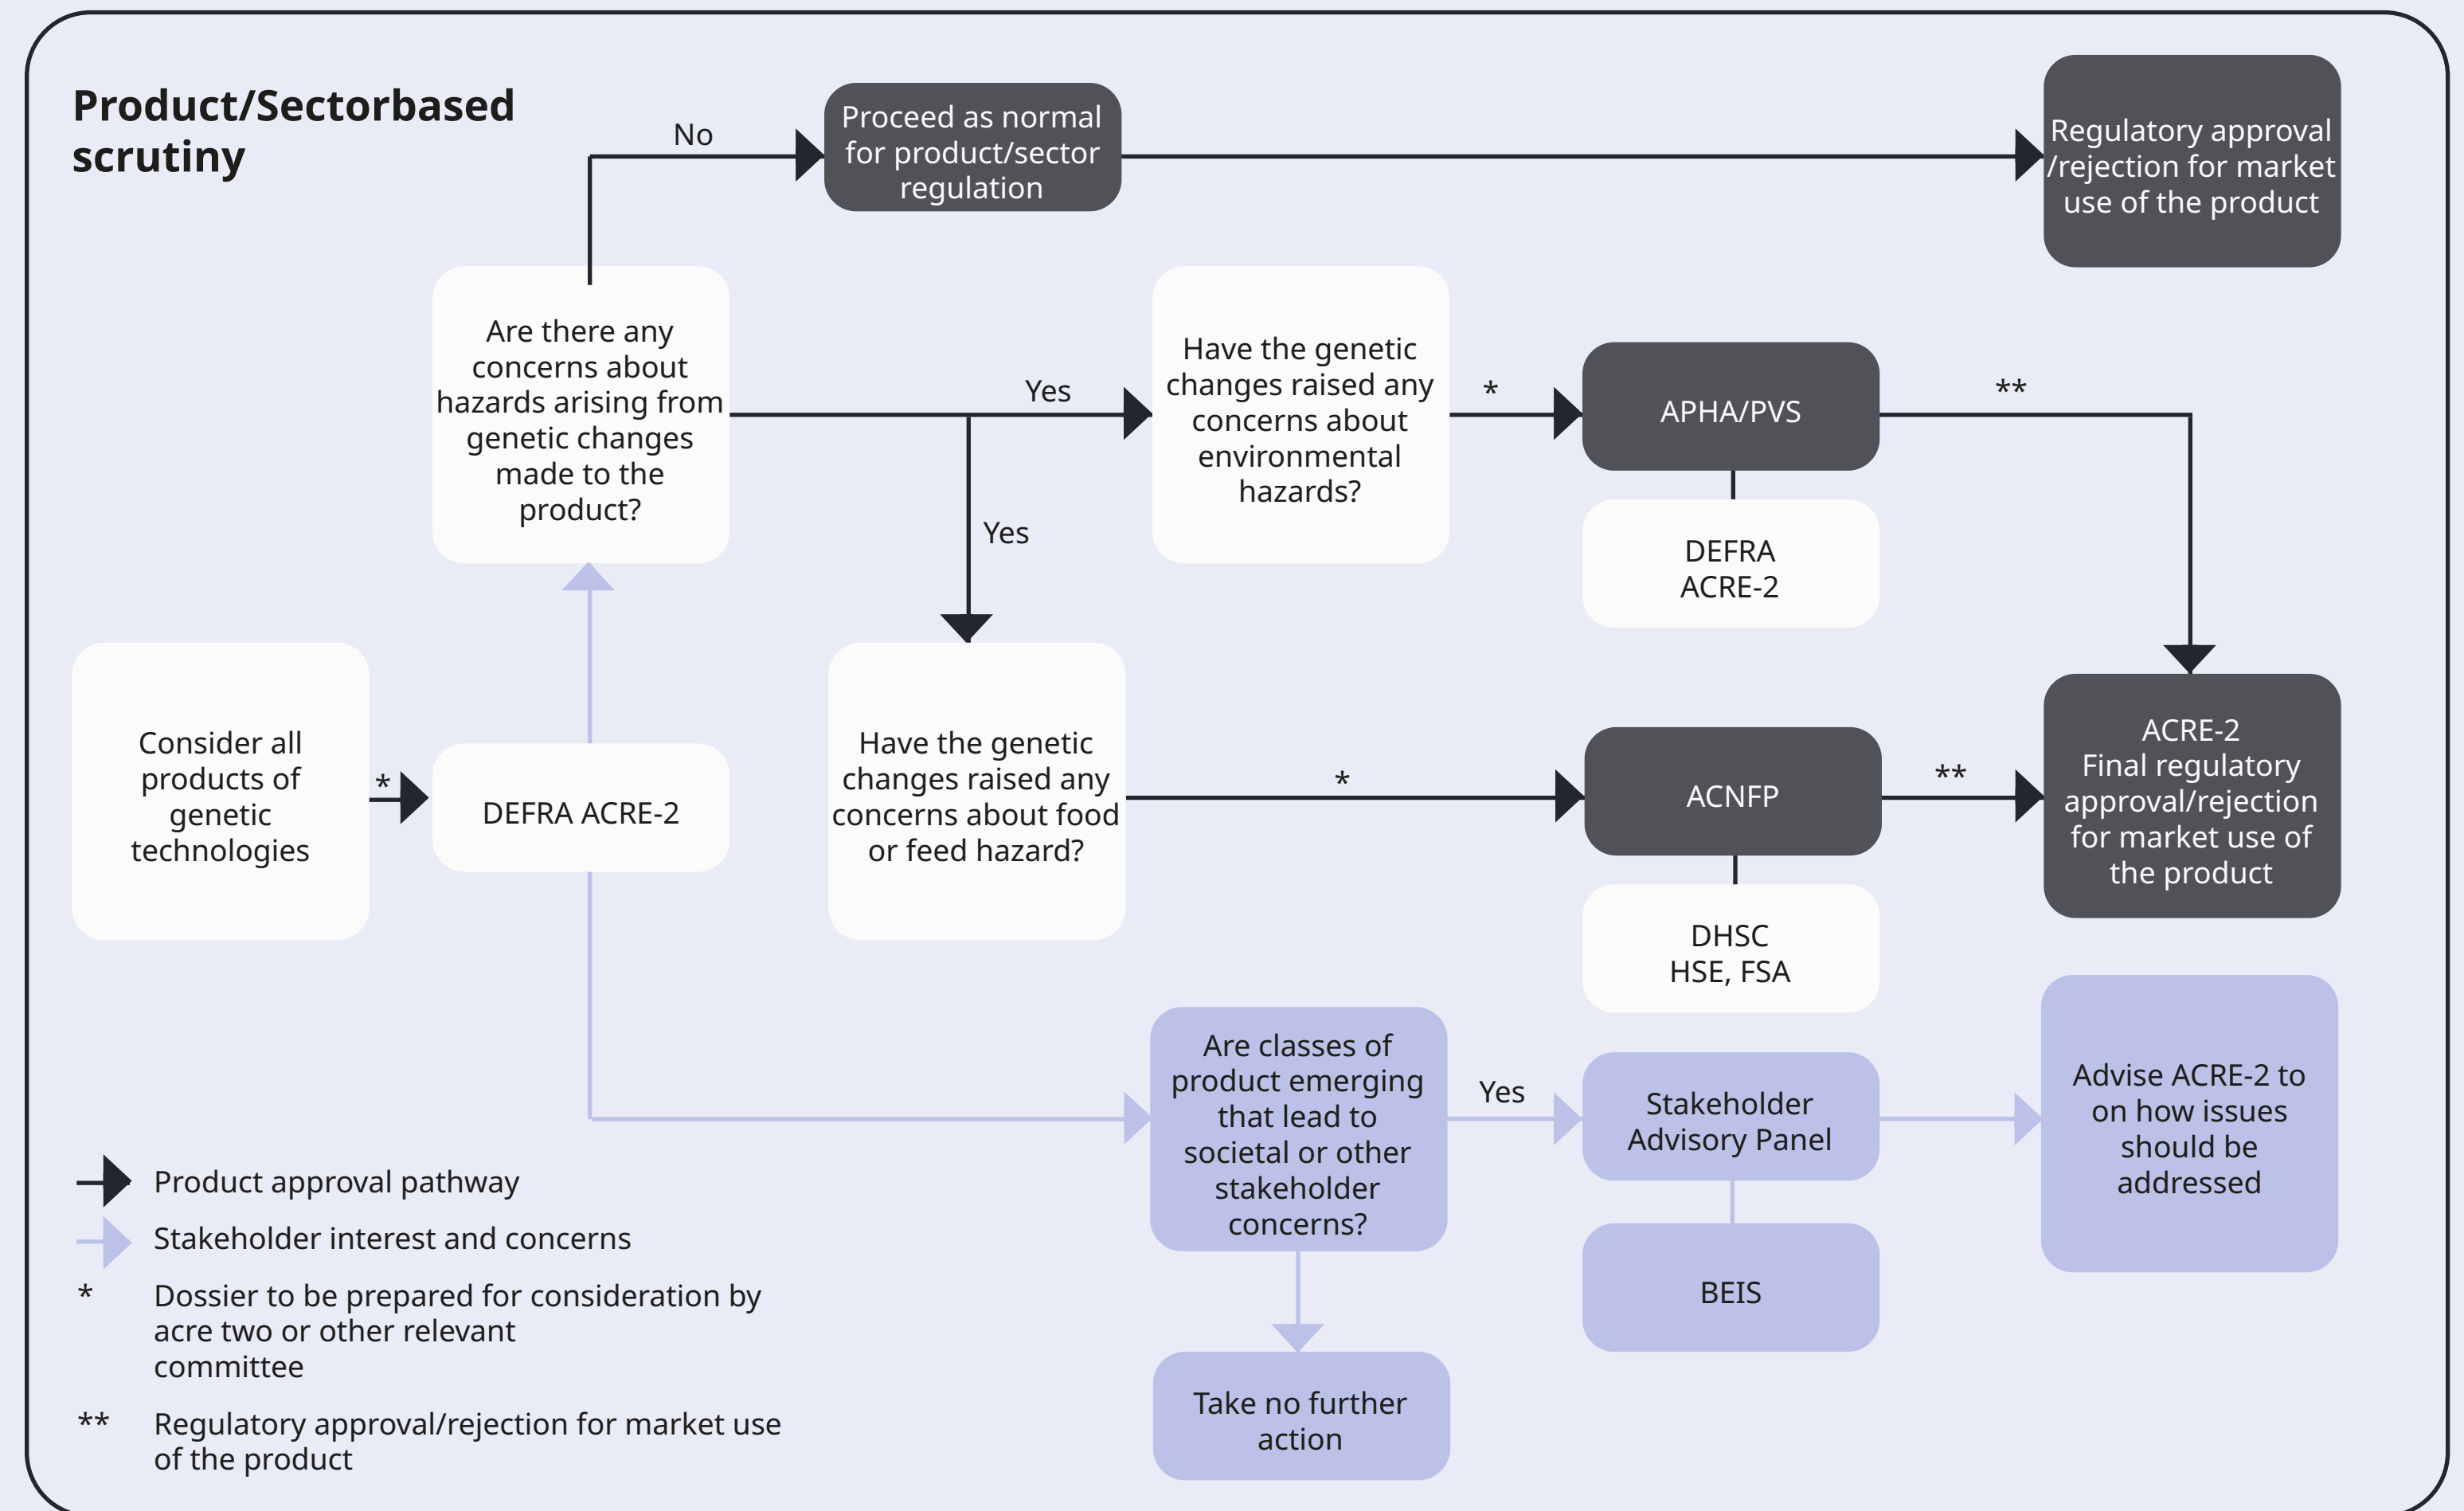 Product/Sectorbased
scrutiny
No
Proceed as normal
for product/sector
regulation
Regulatory approval
/rejection for market
use of the product
Are there any
concerns about
hazards arising from
genetic changes
made to the
product?
Yes
Yes
Have the genetic
changes raised any
concerns about
environmental
hazards?
*
APHA/PVS
**
DEFRA
ACRE-2
Consider all
products of
genetic
technologies
*
DEFRA ACRE-2
Have the genetic
changes raised any
concerns about food
or feed hazard?
*
ACNFP
**
ACRE-2
Final regulatory
approval/rejection
for market use of
the product
DHSC
HSE, FSA
Are classes of
product emerging
that lead to
societal or other
stakeholder
concerns?
Yes
Stakeholder
Advisory Panel
Advise ACRE-2 to
on how issues
should be
addressed
BEIS
Take no further
action
Product approval pathway
Stakeholder interest and concerns
* Dossier to be prepared for consideration by
acre two or other relevant
committee
** Regulatory approval/rejection for market use
of the product